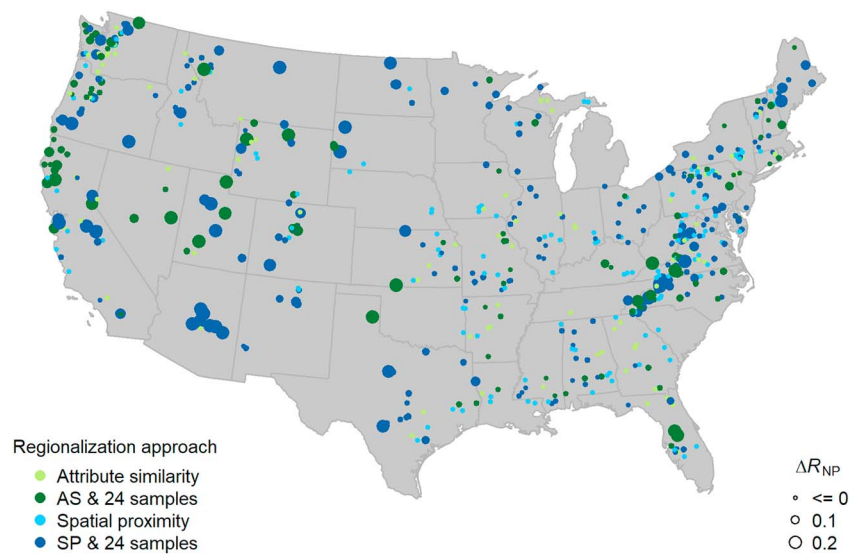 Regionalization approach
Attribute similarity
AS & 24 samples
Spatial proximity
SP & 24 samples
ΔR_NP
<= 0
0.1
0.2